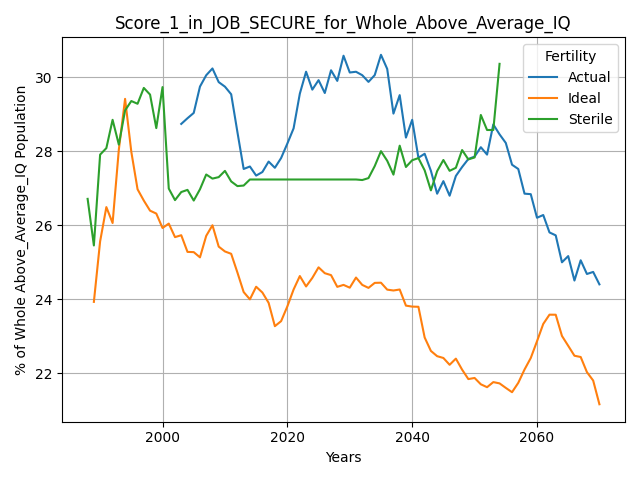 Score_1_in_JOB_SECURE_for_Whole_Above_Average_IQ
% of Whole Above_Average_IQ Population
30
28
26
24
22
Fertility
Actual
Ideal
Sterile
2000
2020
2040
2060
Years